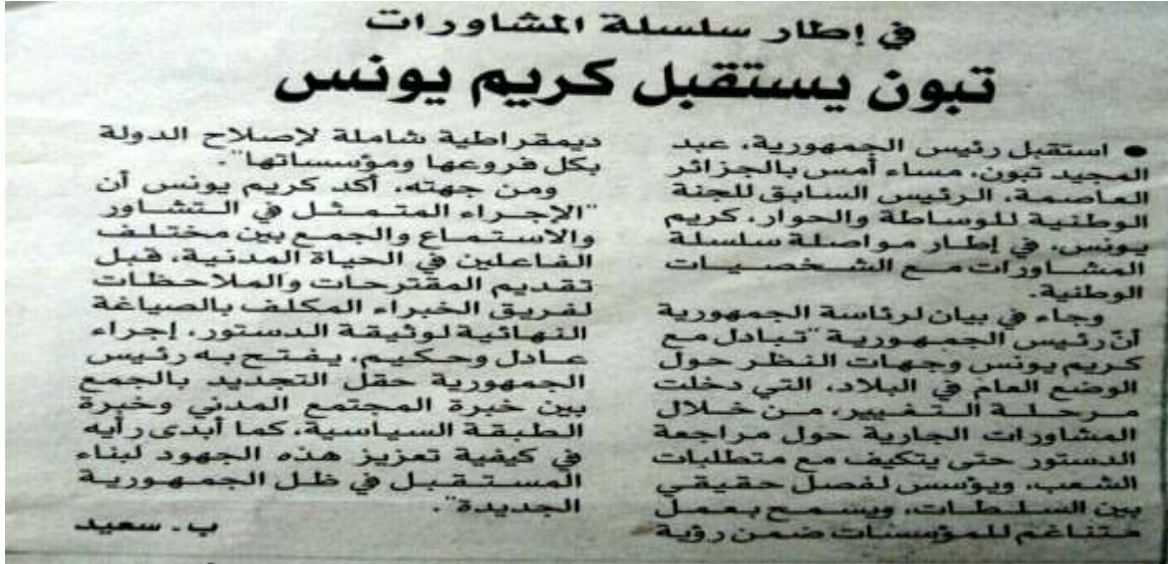 في إطار سلسلة المشاورات
تبون يستقبل كريم يونس
● استقبل رئيس الجمهورية، عبد
المجيد تبون، مساء أمس بالجزائر
العاصمة، الرئيس السابق للجنة
الوطنية للوساطة والحوار، كريم
يونس، في إطار مواصلة سلسلة
المشاورات مع الشخصيات
الوطنية.
وجاء في بيان لرئاسة الجمهورية
أنّ رئيس الجمهورية "تبادل مع
كريم يونس وجهات النظر حول
الوضع العام في البلاد، التي دخلت
مرحلة التغيير، من خلال
المشاورات الجارية حول مراجعة
الدستور حتى يتكيف مع متطلبات
الشعب، ويؤسس لفصل حقيقي
بين السلطات، ويسمح بعمل
متناغم للمؤسسات ضمن رؤية
ديمقراطية شاملة لإصلاح الدولة
بكل فروعها ومؤسساتها".
ومن جهته، أكد كريم يونس أن
"الإجراء المتمثل في التشاور
والاستماع والجمع بين مختلف
الفاعلين في الحياة المدنية، قبل
تقديم المقترحات والملاحظات
لفريق الخبراء المكلف بالصياغة
النهائية لوثيقة الدستور، إجراء
عادل وحكيم، يفتح به رئيس
الجمهورية حقل التجديد بالجمع
بين خبرة المجتمع المدني وخبرة
الطبقة السياسية، كما أبدى رأيه
في كيفية تعزيز هذه الجهود لبناء
المستقبل في ظل الجمهورية
الجديدة".
ب. سعيد